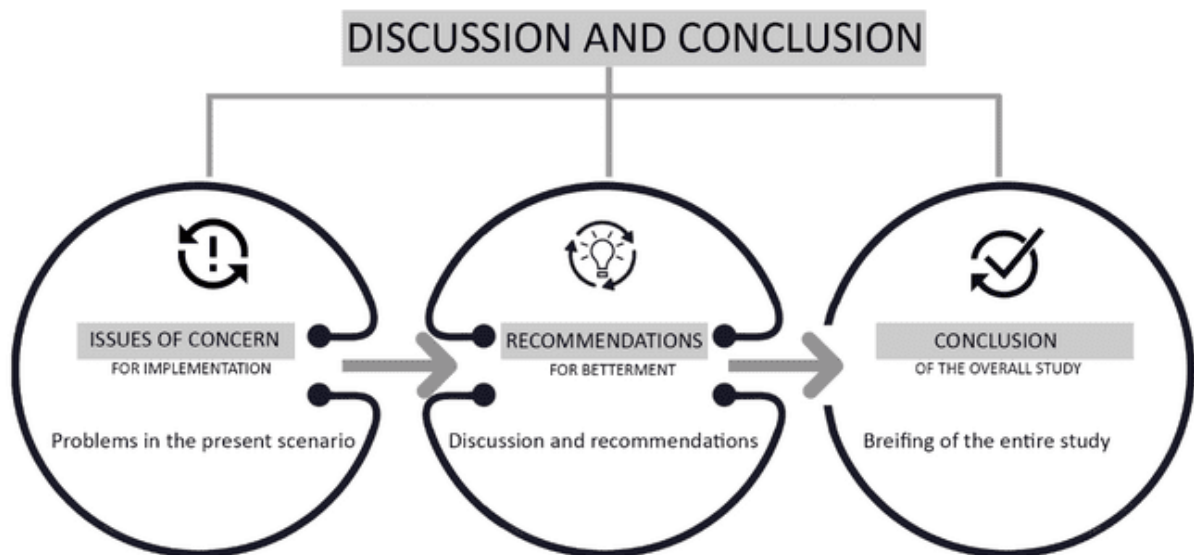 DISCUSSION AND CONCLUSION
ISSUES OF CONCERN
FOR IMPLEMENTATION
Problems in the present scenario
RECOMMENDATIONS
FOR BETTERMENT
Discussion and recommendations
CONCLUSION
OF THE OVERALL STUDY
Breifing of the entire study